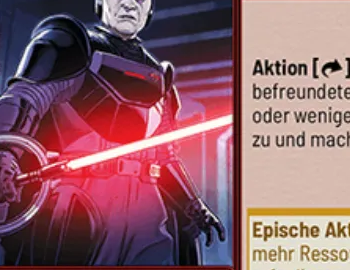 Aktion [
befreundete
oder wenige
zu und mach
Epische Akt
mehr Resso